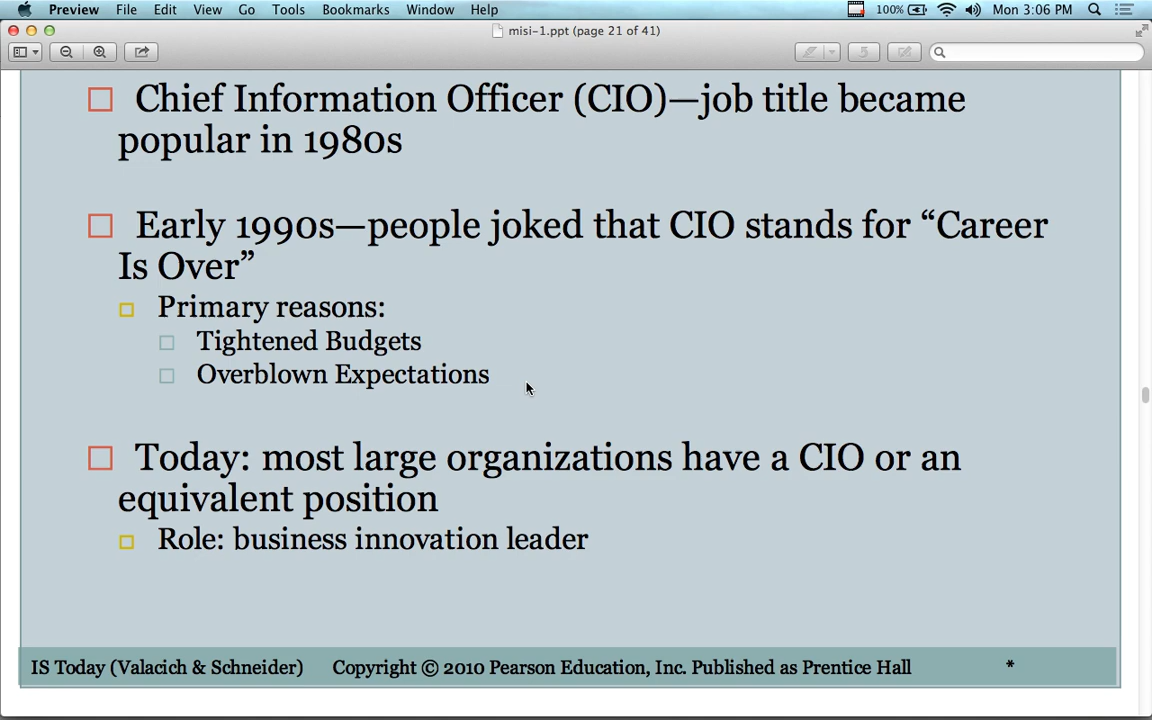 Preview File Edit View Go Tools Bookmarks Window Help 100% Mon 3:06 PM
misi-1.ppt (page 21 of 41)
Chief Information Officer (CIO)—job title became
popular in 1980s
Early 1990s—people joked that CIO stands for “Career
Is Over”
Primary reasons:
Tightened Budgets
Overblown Expectations
Today: most large organizations have a CIO or an
equivalent position
Role: business innovation leader
IS Today (Valacich & Schneider) Copyright © 2010 Pearson Education, Inc. Published as Prentice Hall *